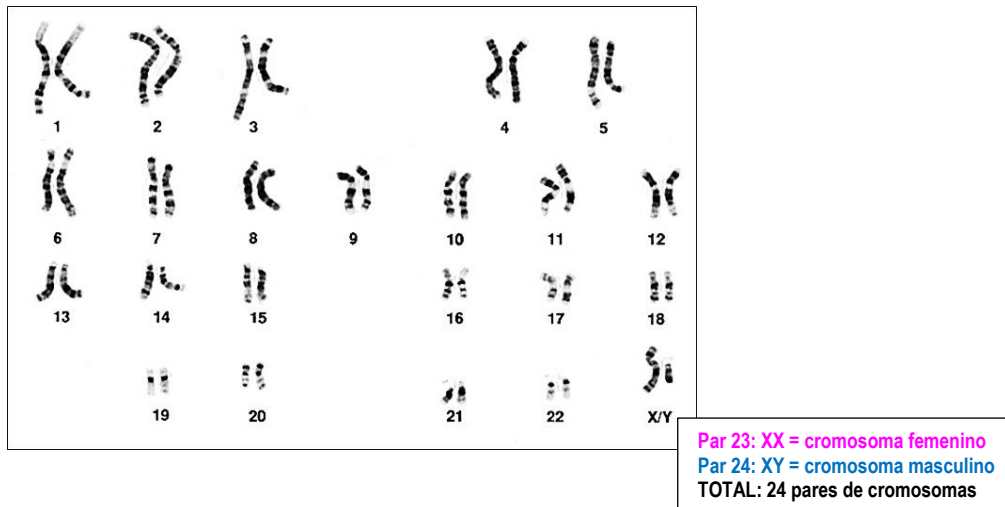 1 2 3 4 5
6 7 8 9 10 11 12
13 14 15 16 17 18
19 20 21 22 X/Y
Par 23: XX = cromosoma femenino
Par 24: XY = cromosoma masculino
TOTAL: 24 pares de cromosomas